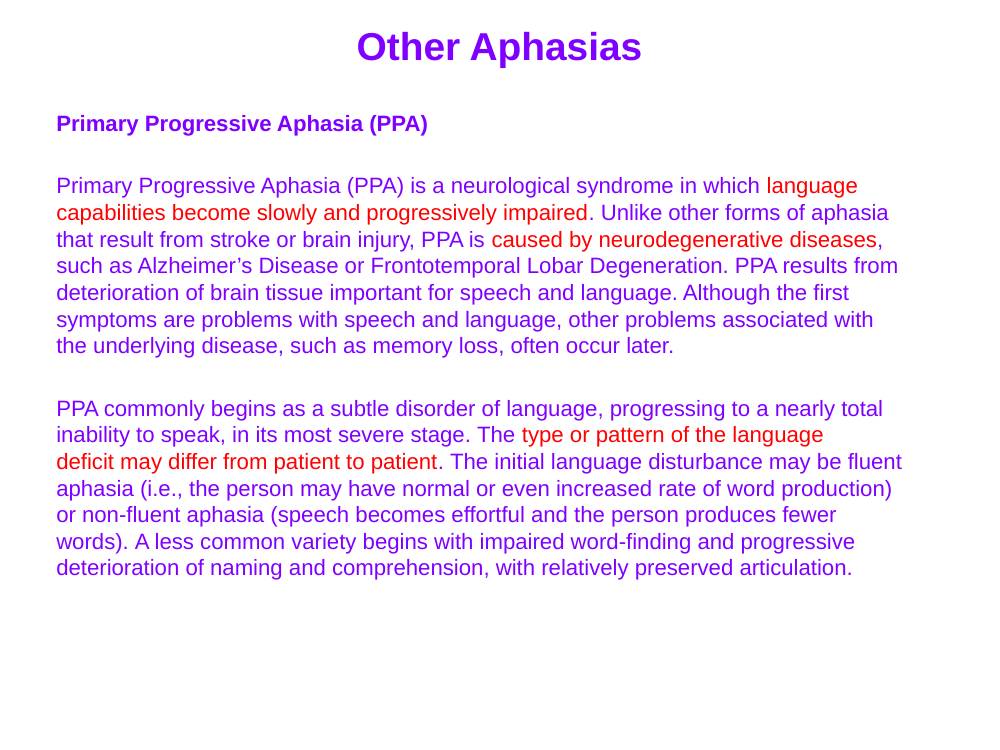 Other Aphasias
Primary Progressive Aphasia (PPA)
Primary Progressive Aphasia (PPA) is a neurological syndrome in which language
capabilities become slowly and progressively impaired. Unlike other forms of aphasia
that result from stroke or brain injury, PPA is caused by neurodegenerative diseases,
such as Alzheimer’s Disease or Frontotemporal Lobar Degeneration. PPA results from
deterioration of brain tissue important for speech and language. Although the first
symptoms are problems with speech and language, other problems associated with
the underlying disease, such as memory loss, often occur later.
PPA commonly begins as a subtle disorder of language, progressing to a nearly total
inability to speak, in its most severe stage. The type or pattern of the language
deficit may differ from patient to patient. The initial language disturbance may be fluent
aphasia (i.e., the person may have normal or even increased rate of word production)
or non-fluent aphasia (speech becomes effortful and the person produces fewer
words). A less common variety begins with impaired word-finding and progressive
deterioration of naming and comprehension, with relatively preserved articulation.